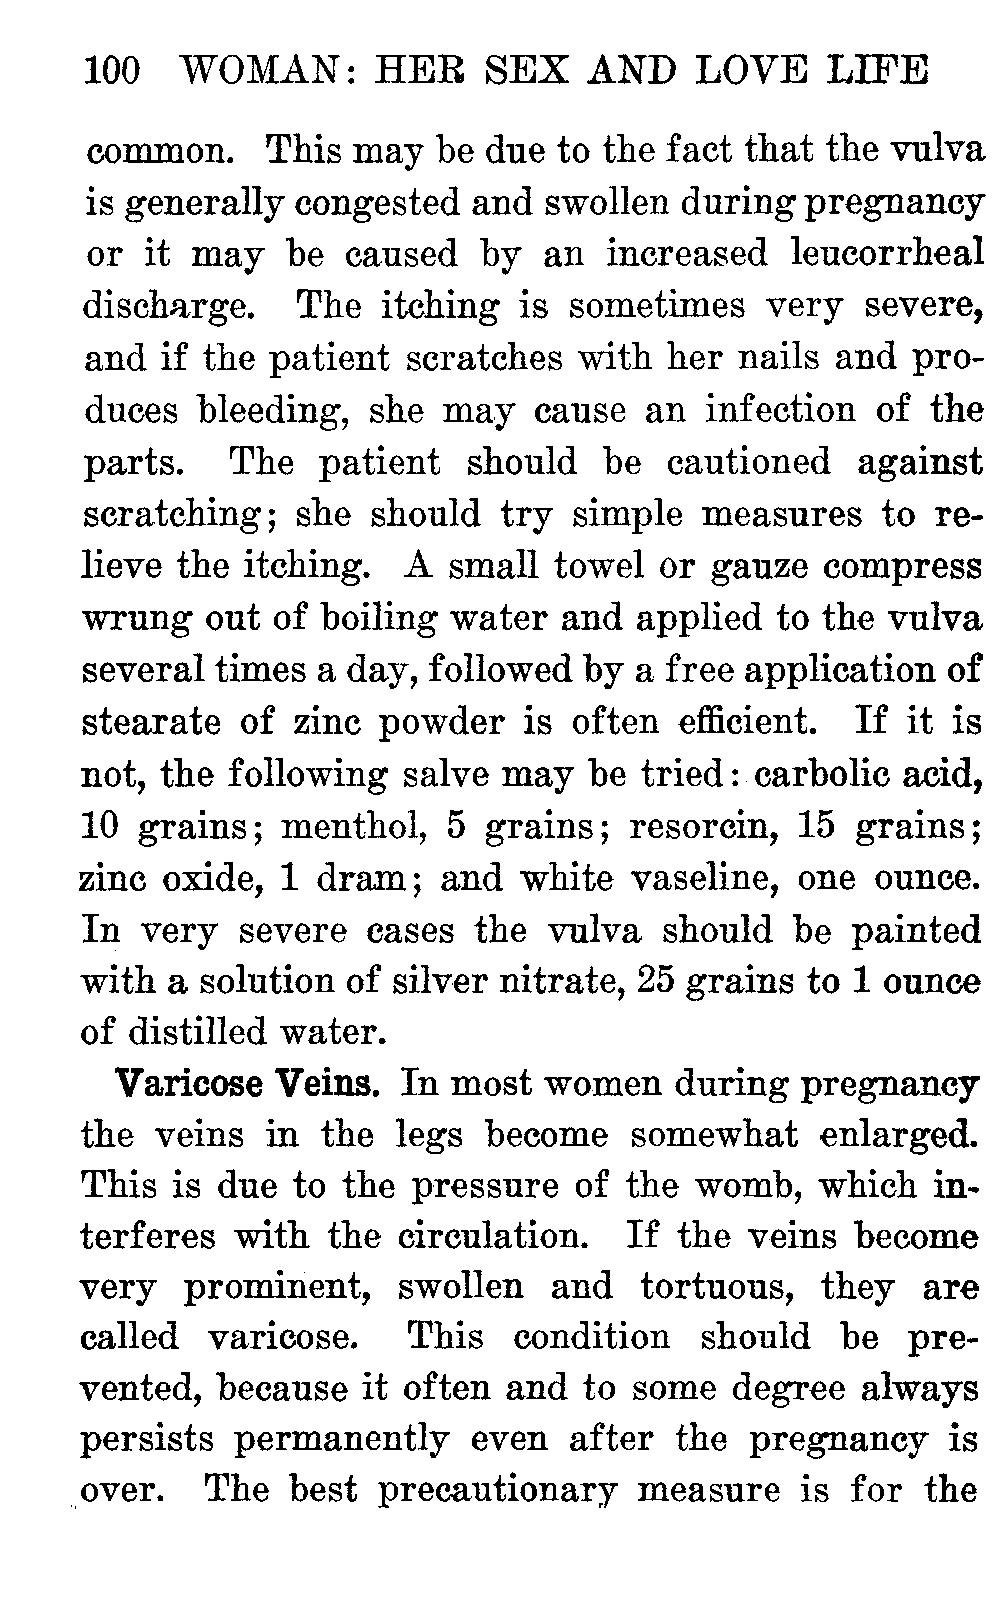 100 WOMAN: HER SEX AND LOVE LIFE
common. This may be due to the fact that the vulva
is generally congested and swollen during pregnancy
or it may be caused by an increased leucorrheal
discharge. The itching is sometimes very severe,
and if the patient scratches with her nails and pro-
duces bleeding, she may cause an infection of the
parts. The patient should be cautioned against
scratching; she should try simple measures to re-
lieve the itching. A small towel or gauze compress
wrung out of boiling water and applied to the vulva
several times a day, followed by a free application of
stearate of zinc powder is often efficient. If it is
not, the following salve may be tried: carbolic acid,
10 grains; menthol, 5 grains; resorcin, 15 grains;
zinc oxide, 1 dram; and white vaseline, one ounce.
In very severe cases the vulva should be painted
with a solution of silver nitrate, 25 grains to 1 ounce
of distilled water.
Varicose Veins. In most women during pregnancy
the veins in the legs become somewhat enlarged.
This is due to the pressure of the womb, which in-
terferes with the circulation. If the veins become
very prominent, swollen and tortuous, they are
called varicose. This condition should be pre-
vented, because it often and to some degree always
persists permanently even after the pregnancy is
over. The best precautionary measure is for the